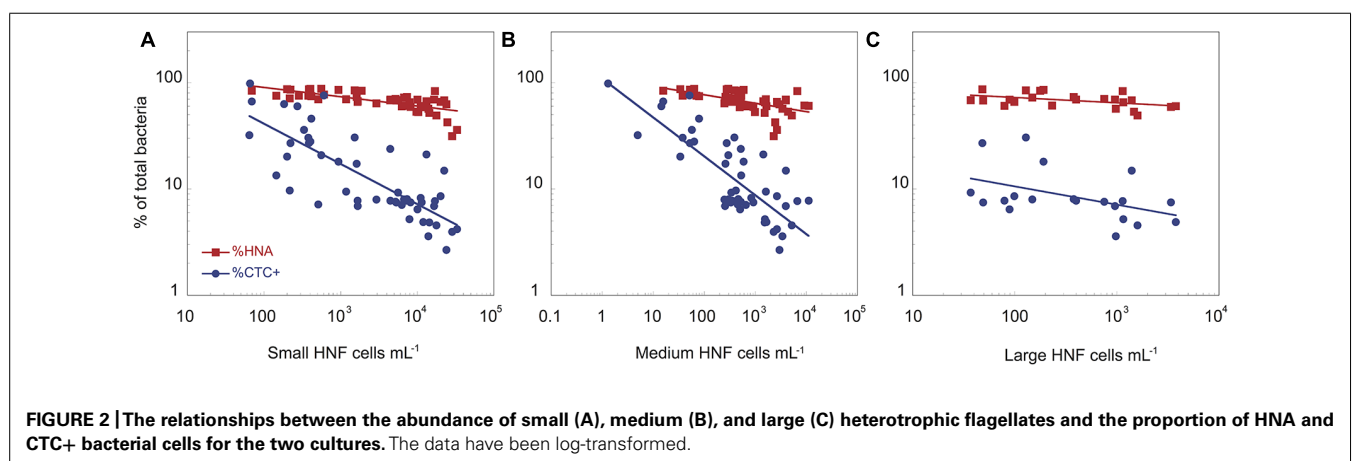 A
B
C
% of total bacteria
100
10
1
%HNA
%CTC+
10 100 10³ 10⁴ 10⁵
Small HNF cells mL⁻¹
100
10
1
0.1 1 10 100 10³ 10⁴ 10⁵
Medium HNF cells mL⁻¹
100
10
1
10 100 10³ 10⁴
Large HNF cells mL⁻¹
FIGURE 2 | The relationships between the abundance of small (A), medium (B), and large (C) heterotrophic flagellates and the proportion of HNA and
CTC+ bacterial cells for the two cultures. The data have been log-transformed.